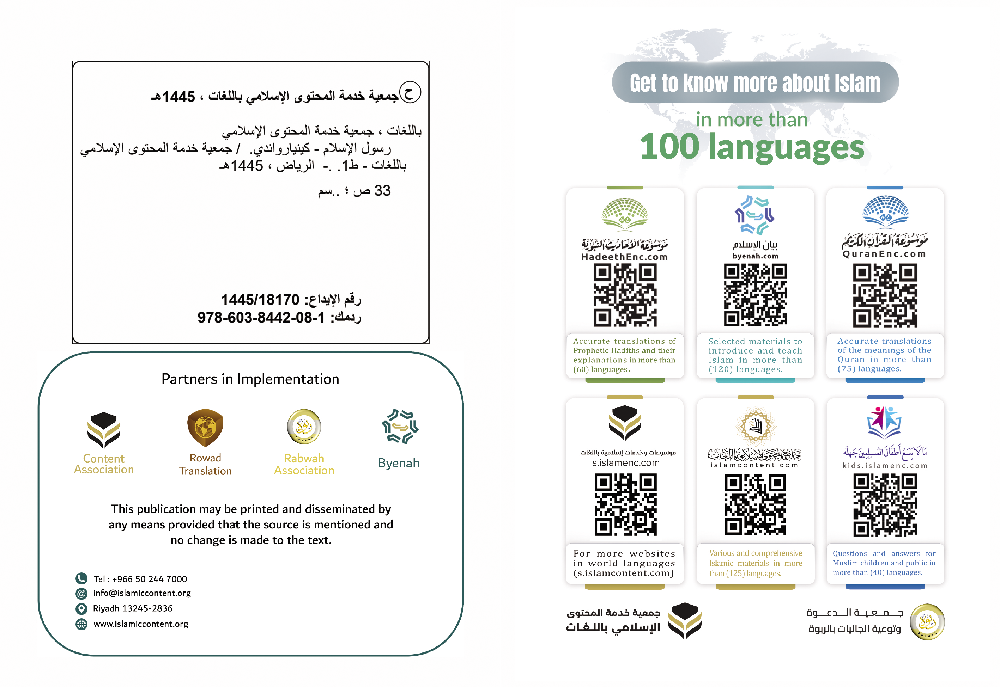 ح جمعية خدمة المحتوى الإسلامي باللغات ، 1445هـ
باللغات ، جمعية خدمة المحتوى الإسلامي
رسول الإسلام - كينيارواندي. / جمعية خدمة المحتوى الإسلامي
باللغات - ط1. .- الرياض ، 1445هـ
33 ص ؛ ..سم
رقم الإيداع: 1445/18170
ردمك: 978-603-8442-08-1
Partners in Implementation
Content
Association
Rowad
Translation
Rabwah
Rabwah
Association
Byenah
This publication may be printed and disseminated by
any means provided that the source is mentioned and
no change is made to the text.
Tel : +966 50 244 7000
info@islamiccontent.org
Riyadh 13245-2836
www.islamiccontent.org
Get to know more about Islam
in more than
100 languages
موسوعة الأحاديث النبوية
HadeethEnc.com
Accurate translations of
Prophetic Hadiths and their
explanations in more than
(60) languages.
بيان الإسلام
byenah.com
Selected materials to
introduce and teach
Islam in more than
(120) languages.
موسوعة القرآن الكريم
QuranEnc.com
Accurate translations
of the meanings of the
Quran in more than
(75) languages.
موسوعات وخدمات إسلامية باللغات
s.islamenc.com
For more websites
in world languages
(s.islamcontent.com)
جامع المحتوى الإسلامي باللغات
islamcontent.com
Various and comprehensive
Islamic materials in more
than (125) languages.
مَا لَا يَسَعُ أَطْفَالَ المُسلِمِينَ جَهلُه
kids.islamenc.com
Questions and answers for
Muslim children and public in
more than (40) languages.
جمعية خدمة المحتوى
الإسلامي باللغات
جمعية الدعوة
وتوعية الجاليات بالربوة
Rabwah